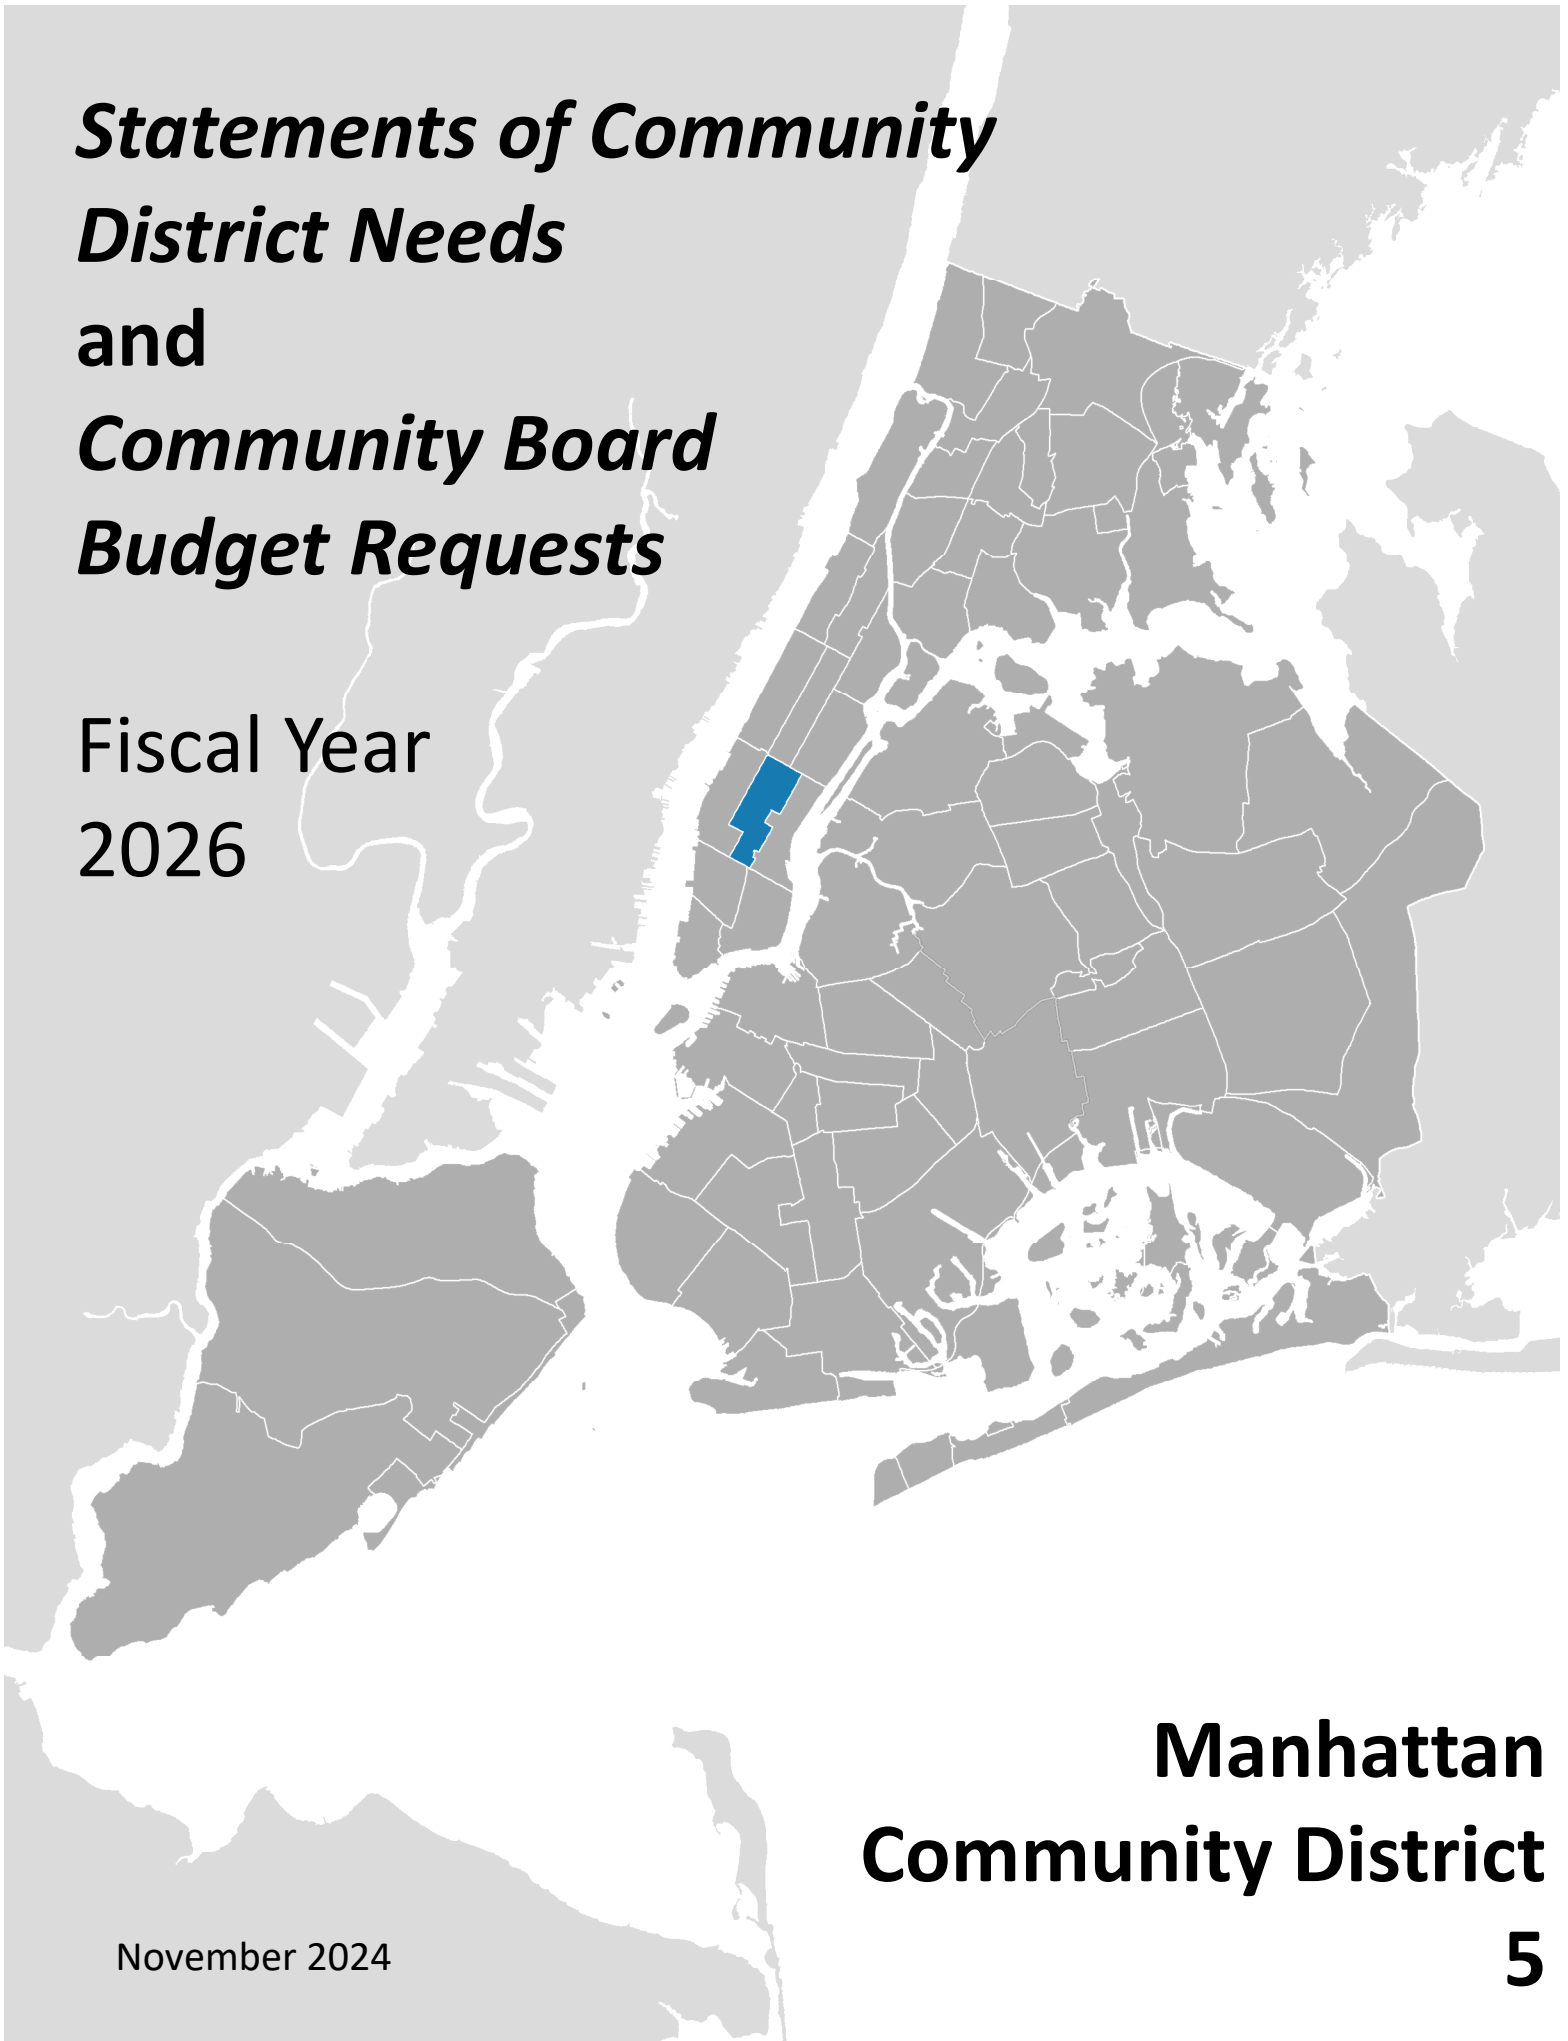 Statements of Community
District Needs
and
Community Board
Budget Requests
Fiscal Year
2026
Manhattan
Community District
5
November 2024